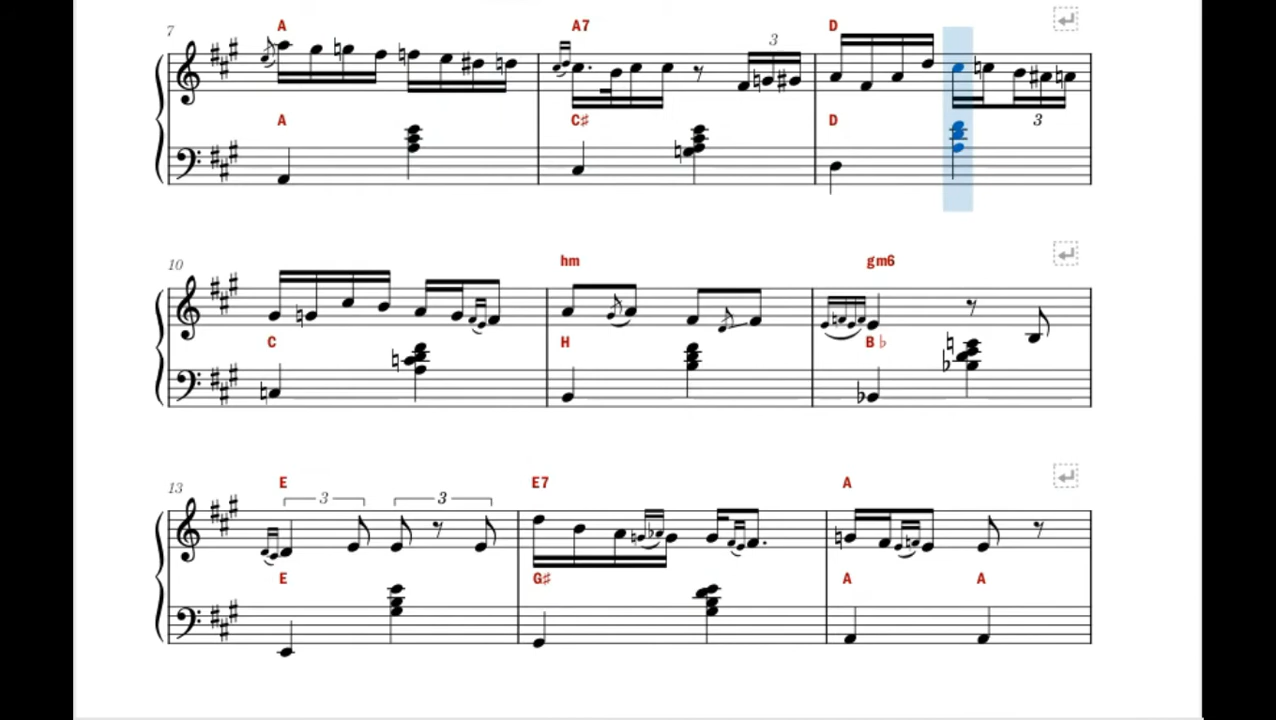 7 A A7 D
3
A C♯ D 3
10 hm gm6
C H B♭
13 E E7 A
3 3
E G♯ A A